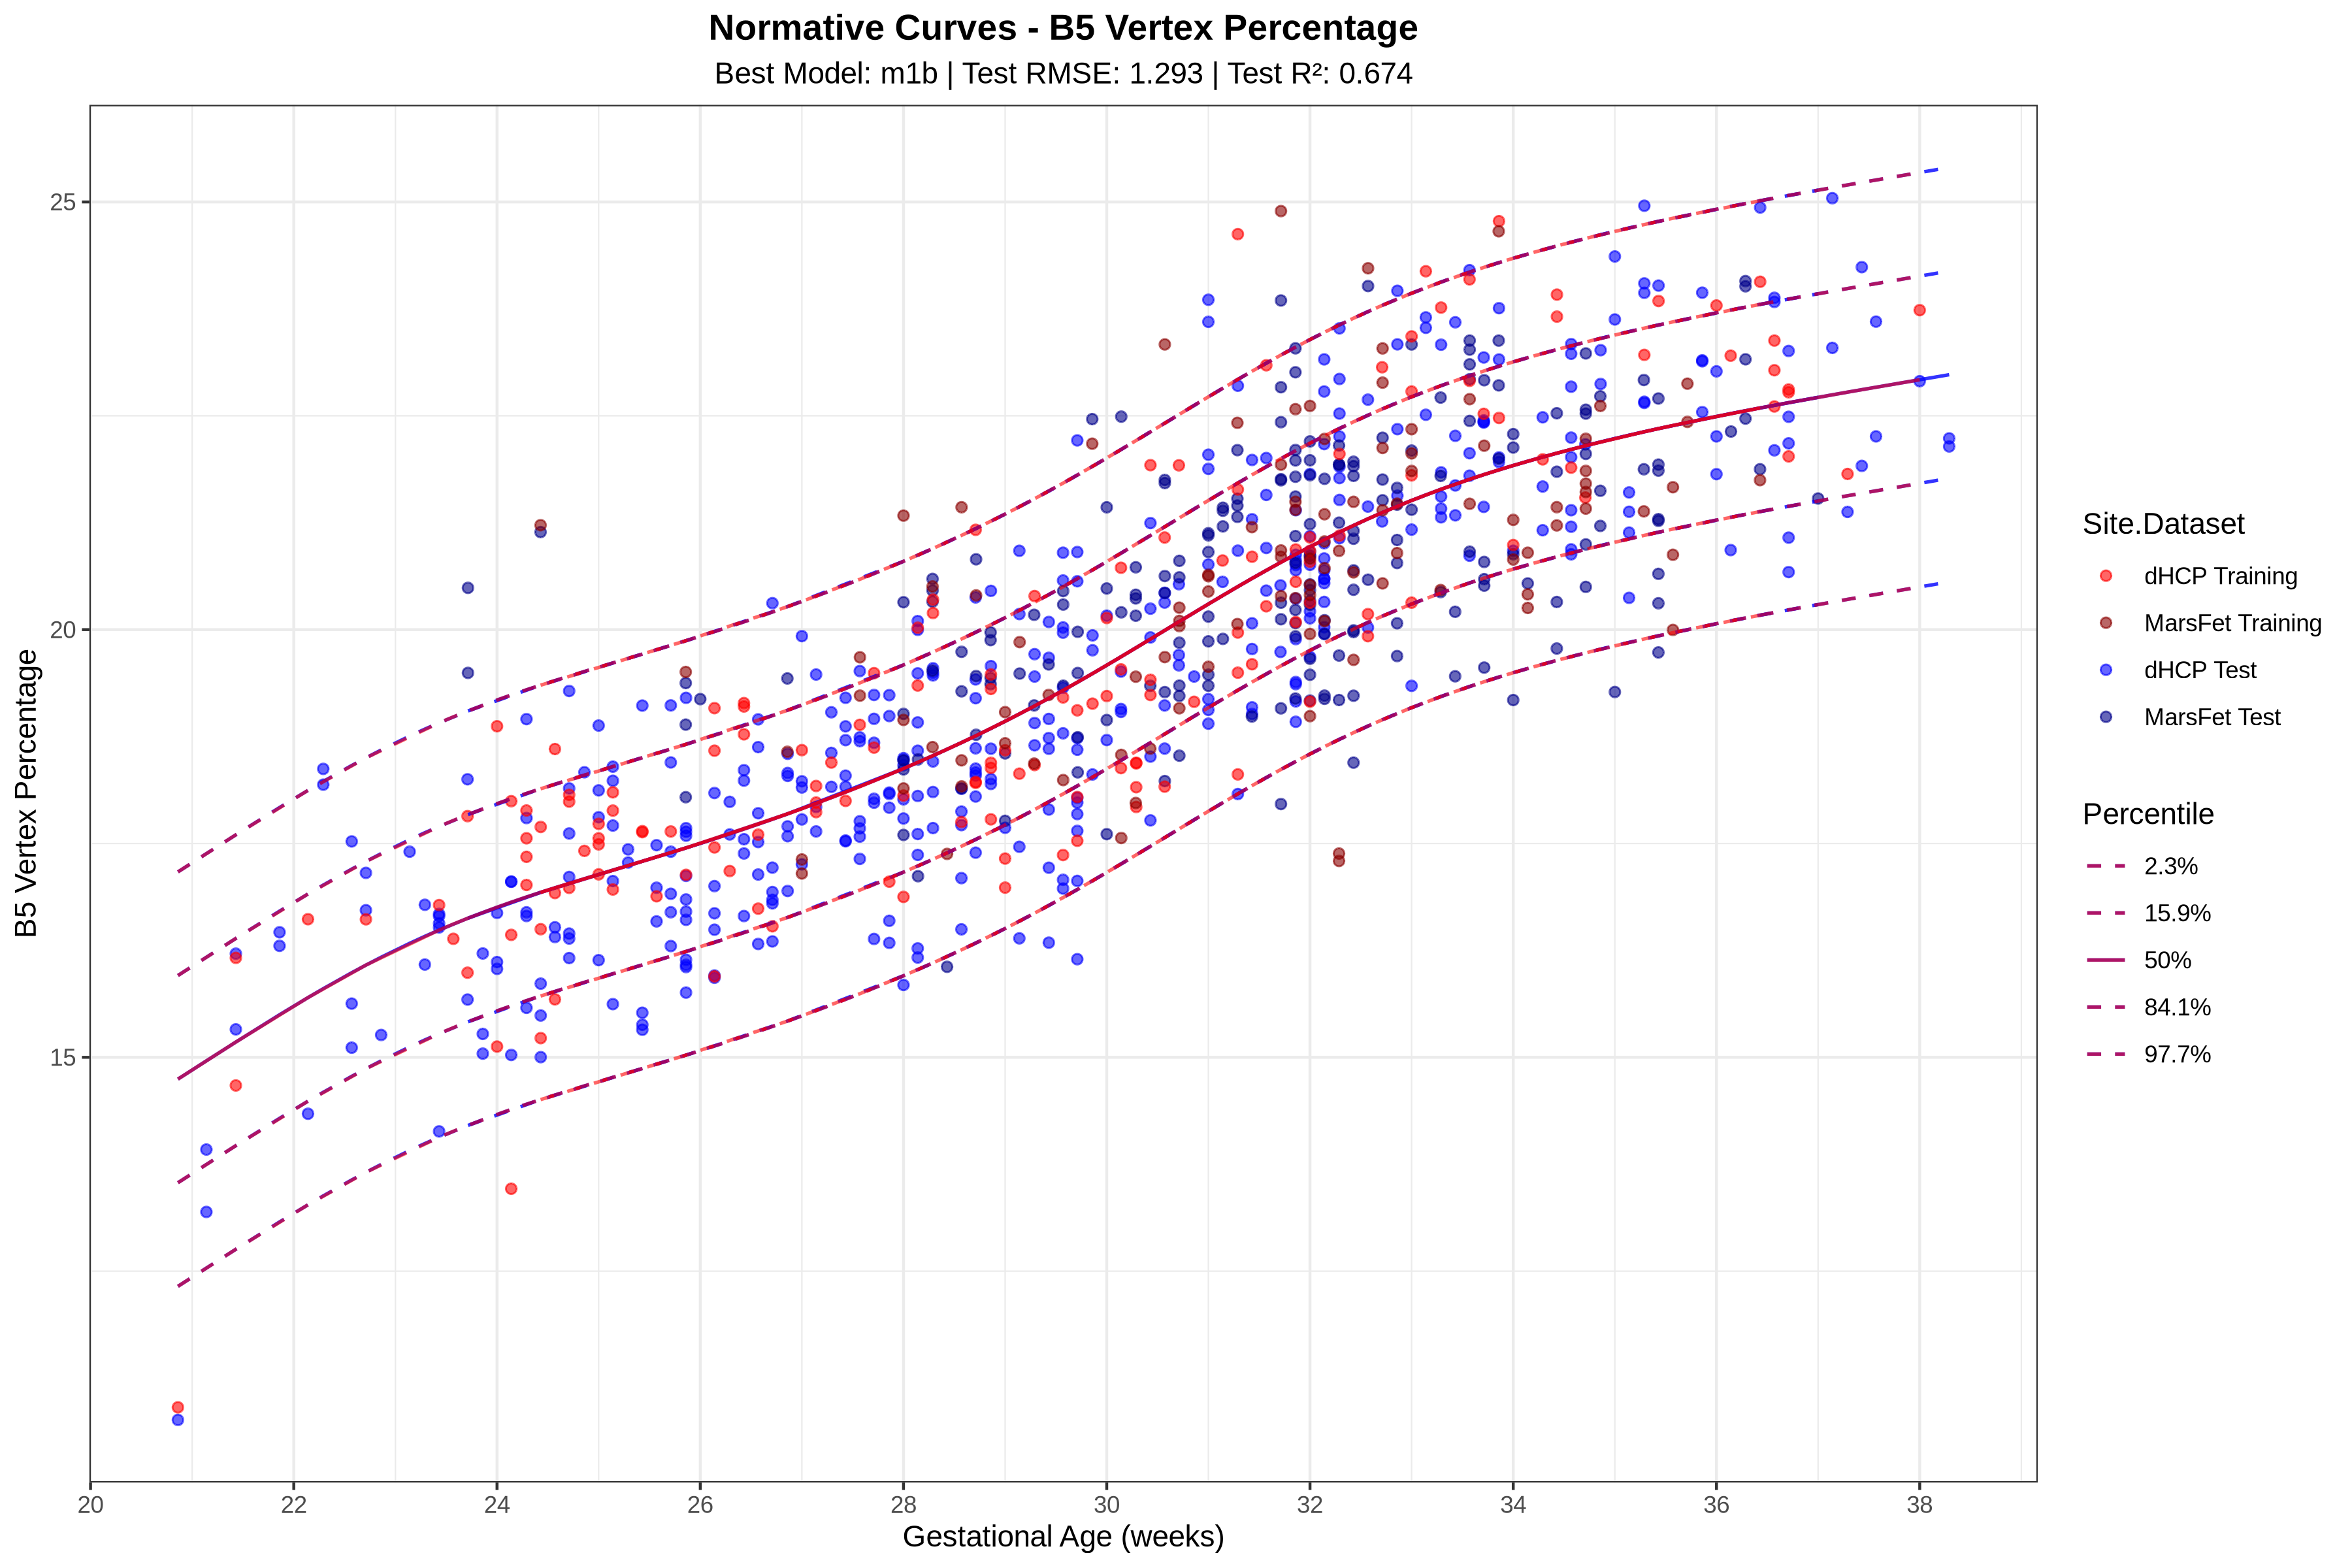 Normative Curves - B5 Vertex Percentage
Best Model: m1b | Test RMSE: 1.293 | Test R²: 0.674
B5 Vertex Percentage
25
20
15
20 22 24 26 28 30 32 34 36 38
Gestational Age (weeks)
Site.Dataset
dHCP Training
MarsFet Training
dHCP Test
MarsFet Test
Percentile
2.3%
15.9%
50%
84.1%
97.7%